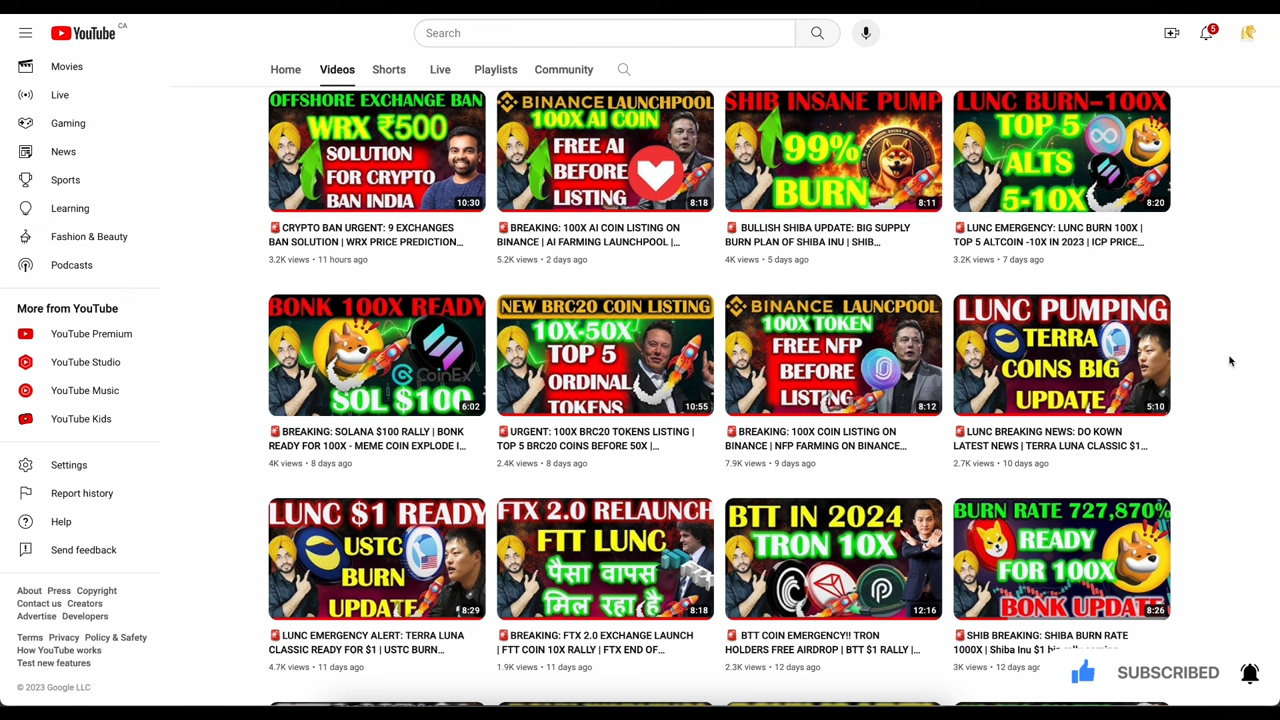 YouTube CA
Search
5
Movies
Live
Gaming
News
Sports
Learning
Fashion & Beauty
Podcasts
More from YouTube
YouTube Premium
YouTube Studio
YouTube Music
YouTube Kids
Settings
Report history
Help
Send feedback
About Press Copyright
Contact us Creators
Advertise Developers
Terms Privacy Policy & Safety
How YouTube works
Test new features
© 2023 Google LLC
Home Videos Shorts Live Playlists Community
OFFSHORE EXCHANGE BAN
WRX ₹500
SOLUTION
FOR CRYPTO
BAN INDIA
10:30
🚨CRYPTO BAN URGENT: 9 EXCHANGES
BAN SOLUTION | WRX PRICE PREDICTION...
3.2K views • 11 hours ago
BINANCE LAUNCHPOOL
100X AI COIN
FREE AI
BEFORE
LISTING
8:18
🚨BREAKING: 100X AI COIN LISTING ON
BINANCE | AI FARMING LAUNCHPOOL |...
5.2K views • 2 days ago
SHIB INSANE PUMP
99%
BURN
8:11
🚨 BULLISH SHIBA UPDATE: BIG SUPPLY
BURN PLAN OF SHIBA INU | SHIB...
4K views • 5 days ago
LUNC BURN-100X
TOP 5
ALTS
5-10X
8:20
🚨LUNC EMERGENCY: LUNC BURN 100X |
TOP 5 ALTCOIN -10X IN 2023 | ICP PRICE...
3.2K views • 7 days ago
BONK 100X READY
CoinEx
SOL $100
6:02
🚨BREAKING: SOLANA $100 RALLY | BONK
READY FOR 100X - MEME COIN EXPLODE I...
4K views • 8 days ago
NEW BRC20 COIN LISTING
10X-50X
TOP 5
ORDINAL
TOKENS
10:55
🚨URGENT: 100X BRC20 TOKENS LISTING |
TOP 5 BRC20 COINS BEFORE 50X |...
2.4K views • 8 days ago
BINANCE LAUNCPOOL
100X TOKEN
FREE NFP
BEFORE
LISTING
8:12
🚨BREAKING: 100X COIN LISTING ON
BINANCE | NFP FARMING ON BINANCE...
7.9K views • 9 days ago
LUNC PUMPING
TERRA
COINS BIG
UPDATE
5:10
🚨LUNC BREAKING NEWS: DO KOWN
LATEST NEWS | TERRA LUNA CLASSIC $1...
2.7K views • 10 days ago
LUNC $1 READY
USTC
BURN
UPDATE
8:29
🚨LUNC EMERGENCY ALERT: TERRA LUNA
CLASSIC READY FOR $1 | USTC BURN...
4.7K views • 11 days ago
FTX 2.0 RELAUNCH
FTT LUNC
पैसा वापस
मिल रहा है
8:18
🚨BREAKING: FTX 2.0 EXCHANGE LAUNCH
| FTT COIN 10X RALLY | FTX END OF...
1.9K views • 11 days ago
BTT IN 2024
TRON 10X
12:16
🚨 BTT COIN EMERGENCY!! TRON
HOLDERS FREE AIRDROP | BTT $1 RALLY |...
2.3K views • 12 days ago
BURN RATE 727,870%
READY
FOR 100X
BONK UPDATE
8:26
🚨SHIB BREAKING: SHIBA BURN RATE
1000X | Shiba Inu $1
3K views • 12 days
SUBSCRIBED